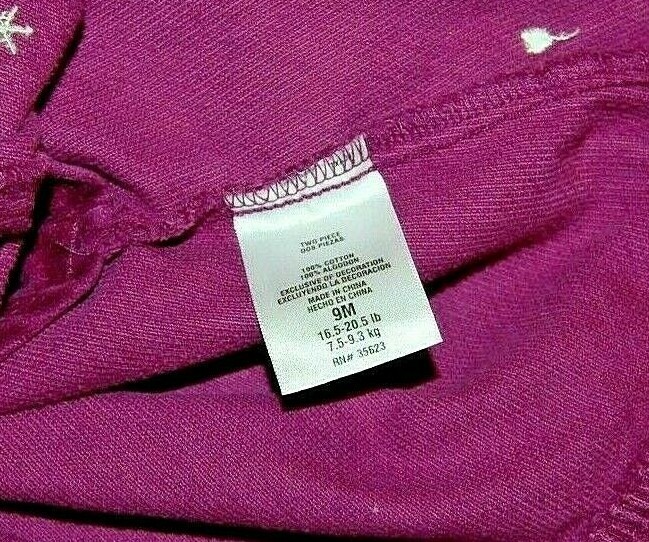 TWO PIECE
DOS PIEZAS
100% COTTON
100% ALGODON
EXCLUSIVE OF DECORATION
EXCLUYENDO LA DECORACION
MADE IN CHINA
HECHO EN CHINA
9M
16.5-20.5 lb
7.5-9.3 kg
RN# 35623